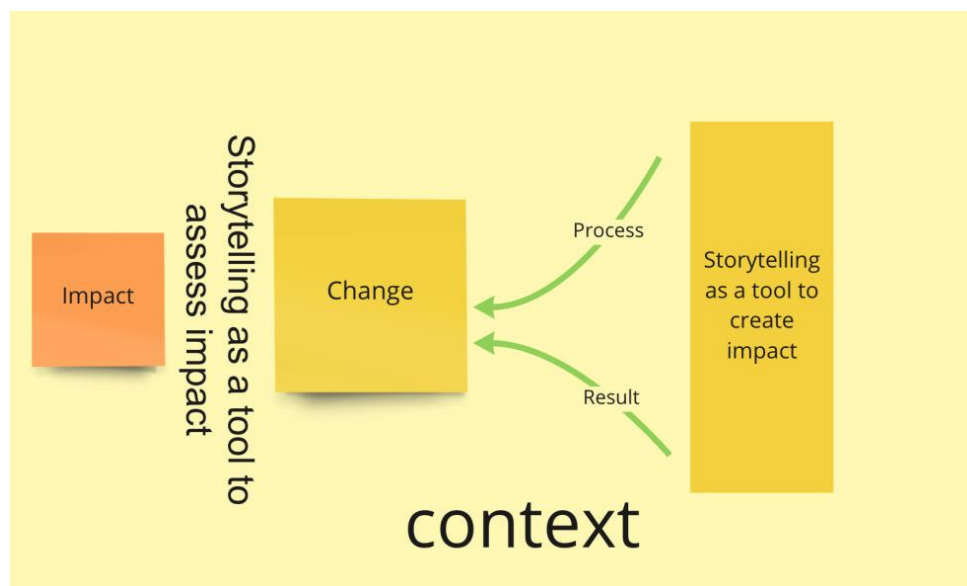 Impact
Storytelling as a tool to
assess impact
Change
Process
Result
Storytelling
as a tool to
create
impact
context